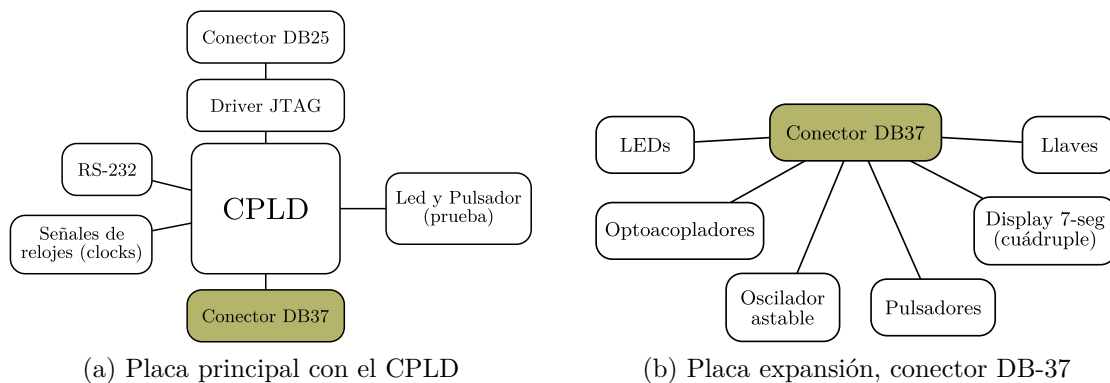 Conector DB25
Driver JTAG
RS-232
CPLD
Led y Pulsador
(prueba)
Señales de
relojes (clocks)
Conector DB37
(a) Placa principal con el CPLD
Conector DB37
LEDs
Llaves
Optoacopladores
Display 7-seg
(cuádruple)
Oscilador
astable
Pulsadores
(b) Placa expansión, conector DB-37